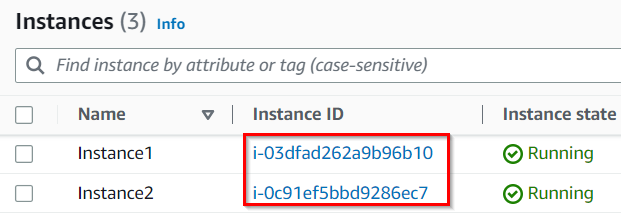 Instances (3) Info
Find instance by attribute or tag (case-sensitive)
Name Instance ID Instance state
Instance1 i-03dfad262a9b96b10 Running
Instance2 i-0c91ef5bbd9286ec7 Running